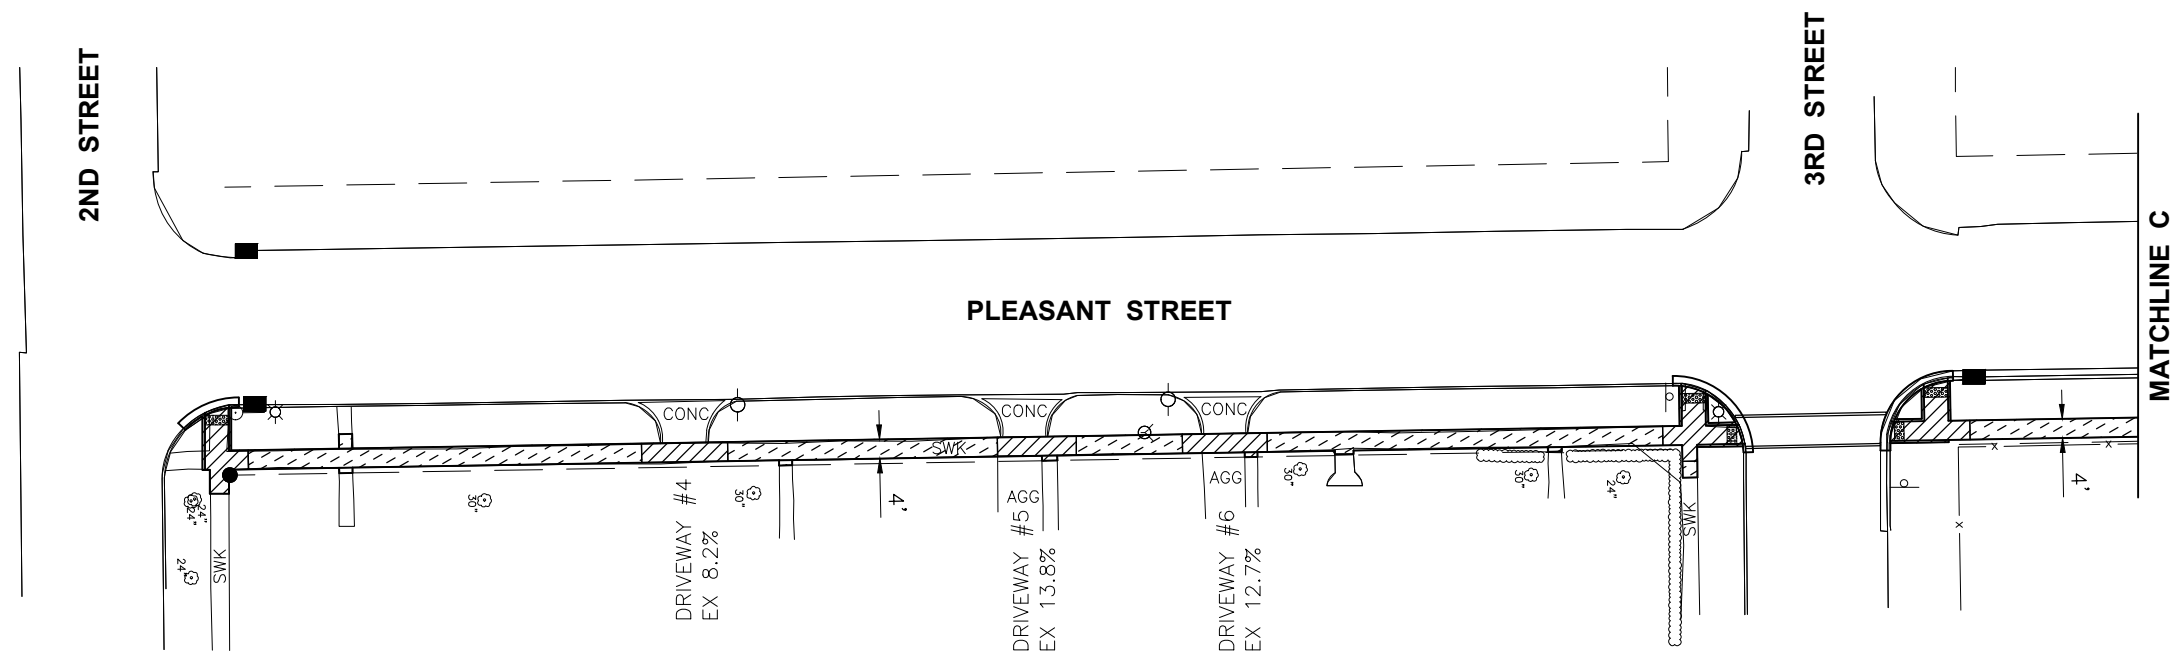 2ND STREET
3RD STREET
MATCHLINE C
PLEASANT STREET
CONC
CONC
CONC
SWK
AGG
AGG
4'
4'
30"
30"
30"
30"
24"
24"
24"
24"
SWK
SWK
DRIVEWAY #4
EX 8.2%
DRIVEWAY #5
EX 13.8%
DRIVEWAY #6
EX 12.7%
x
x
x